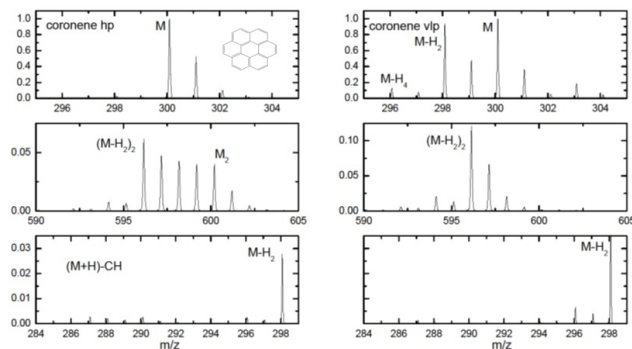 coronene hp
M
1.0
0.8
0.6
0.4
0.2
0.0
296 298 300 302 304
coronene vlp
M-H₂
M
M-H₄
1.0
0.8
0.6
0.4
0.2
0.0
296 298 300 302 304
(M-H₂)₂
M₂
0.05
0.00
590 595 600 605
(M-H₂)₂
0.10
0.05
0.00
590 595 600 605
M-H₂
(M+H)-CH
0.03
0.02
0.01
0.00
284 286 288 290 292 294 296 298
m/z
M-H₂
284 286 288 290 292 294 296 298
m/z